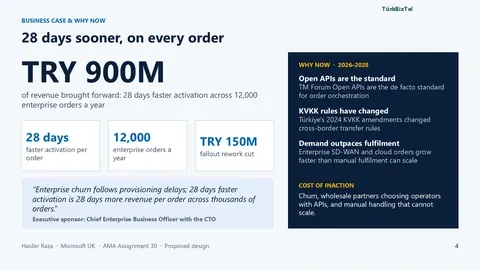 TürkBizTel
BUSINESS CASE & WHY NOW
28 days sooner, on every order
TRY 900M
of revenue brought forward: 28 days faster activation across 12,000
enterprise orders a year
28 days
faster activation per
order
12,000
enterprise orders a
year
TRY 150M
fallout rework cut
“Enterprise churn follows provisioning delays; 28 days faster
activation is 28 days more revenue per order across thousands of
orders.”
Executive sponsor: Chief Enterprise Business Officer with the CTO
WHY NOW · 2026–2028
Open APIs are the standard
TM Forum Open APIs are the de facto standard
for order orchestration
KVKK rules have changed
Türkiye's 2024 KVKK amendments changed
cross-border transfer rules
Demand outpaces fulfilment
Enterprise SD-WAN and cloud orders grow
faster than manual fulfilment can scale
COST OF INACTION
Churn, wholesale partners choosing operators
with APIs, and manual handling that cannot
scale.
Haider Raza · Microsoft UK · AMA Assignment 30 · Proposed design
4